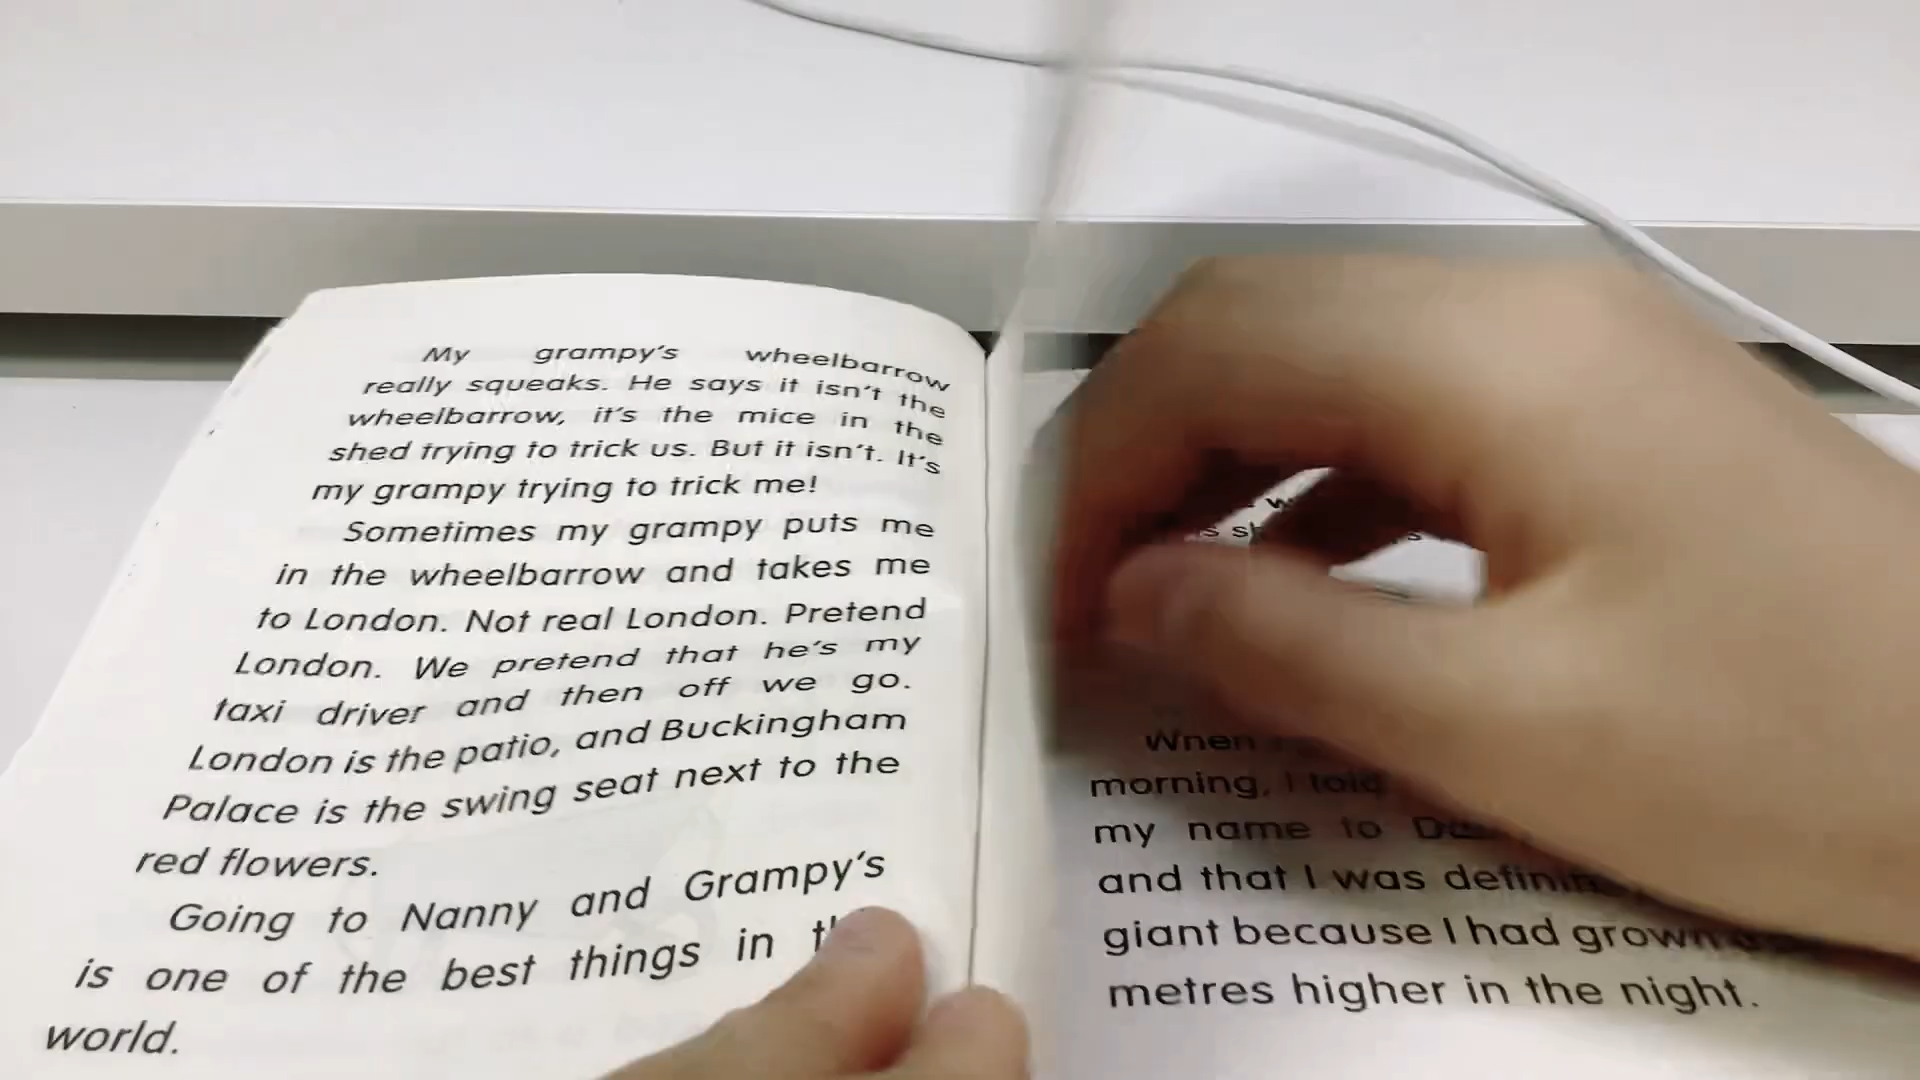 My grampy's wheelbarrow
really squeaks. He says it isn't the
wheelbarrow, it's the mice in the
shed trying to trick us. But it isn't. It's
my grampy trying to trick me!
Sometimes my grampy puts me
in the wheelbarrow and takes me
to London. Not real London. Pretend
London. We pretend that he's my
taxi driver and then off we go.
London is the patio, and Buckingham
Palace is the swing seat next to the
red flowers.
Going to Nanny and Grampy's
is one of the best things in
world.
When
morning, I told
my name to
and that I was
giant because I had grown
metres higher in the night.